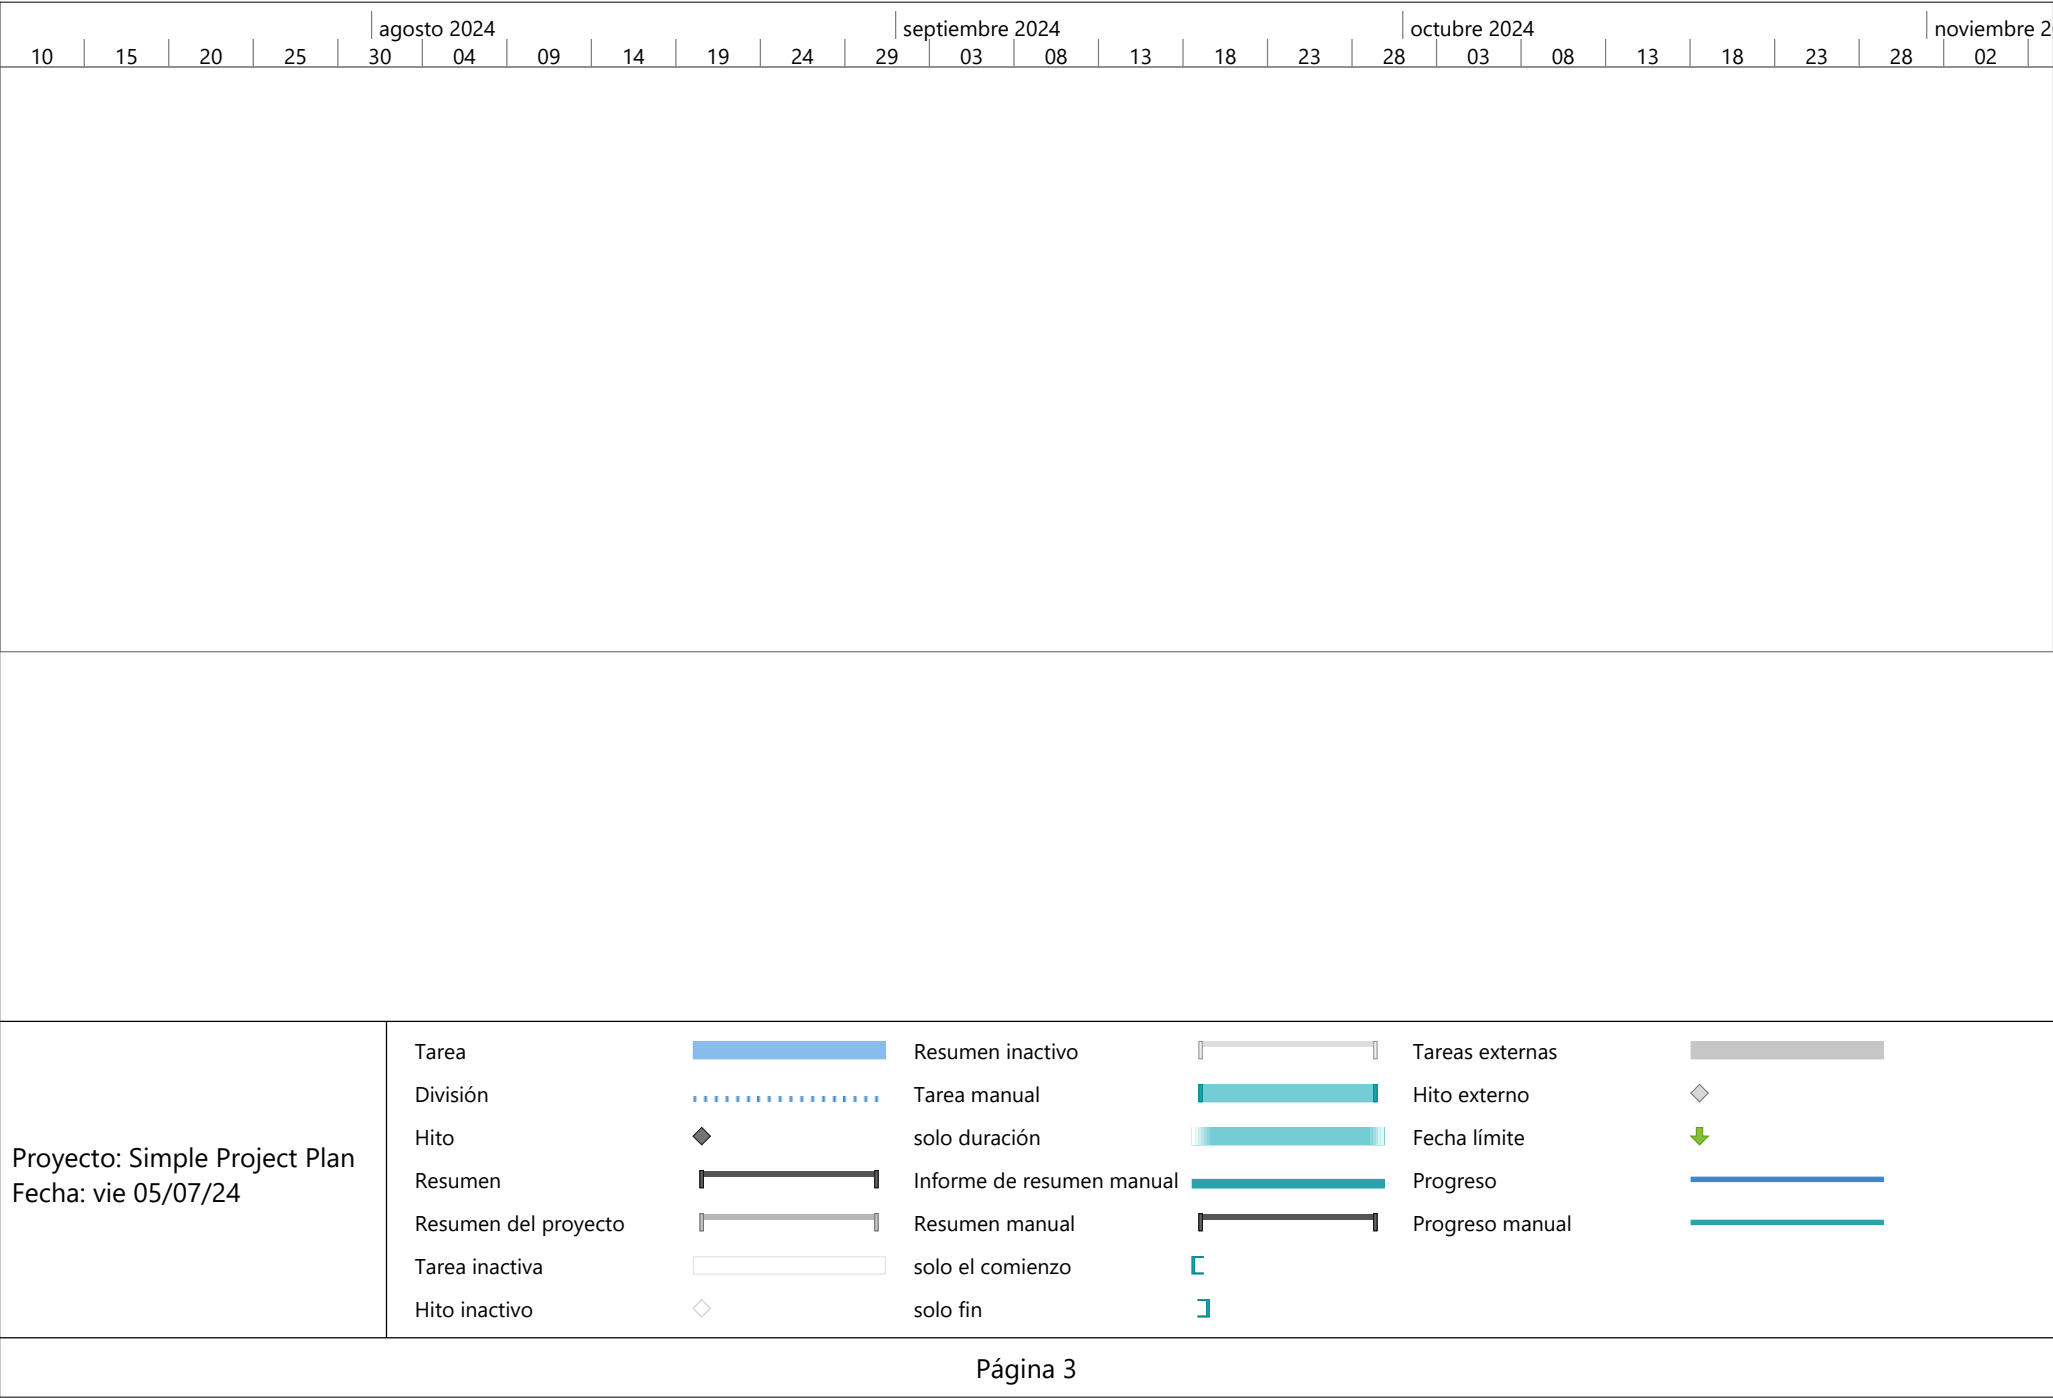 agosto 2024 septiembre 2024 octubre 2024 noviembre 2
10 15 20 25 30 04 09 14 19 24 29 03 08 13 18 23 28 03 08 13 18 23 28 02
Proyecto: Simple Project Plan
Fecha: vie 05/07/24
Tarea
División
Hito
Resumen
Resumen del proyecto
Tarea inactiva
Hito inactivo
Resumen inactivo
Tarea manual
solo duración
Informe de resumen manual
Resumen manual
solo el comienzo
solo fin
Tareas externas
Hito externo
Fecha límite
Progreso
Progreso manual
Página 3